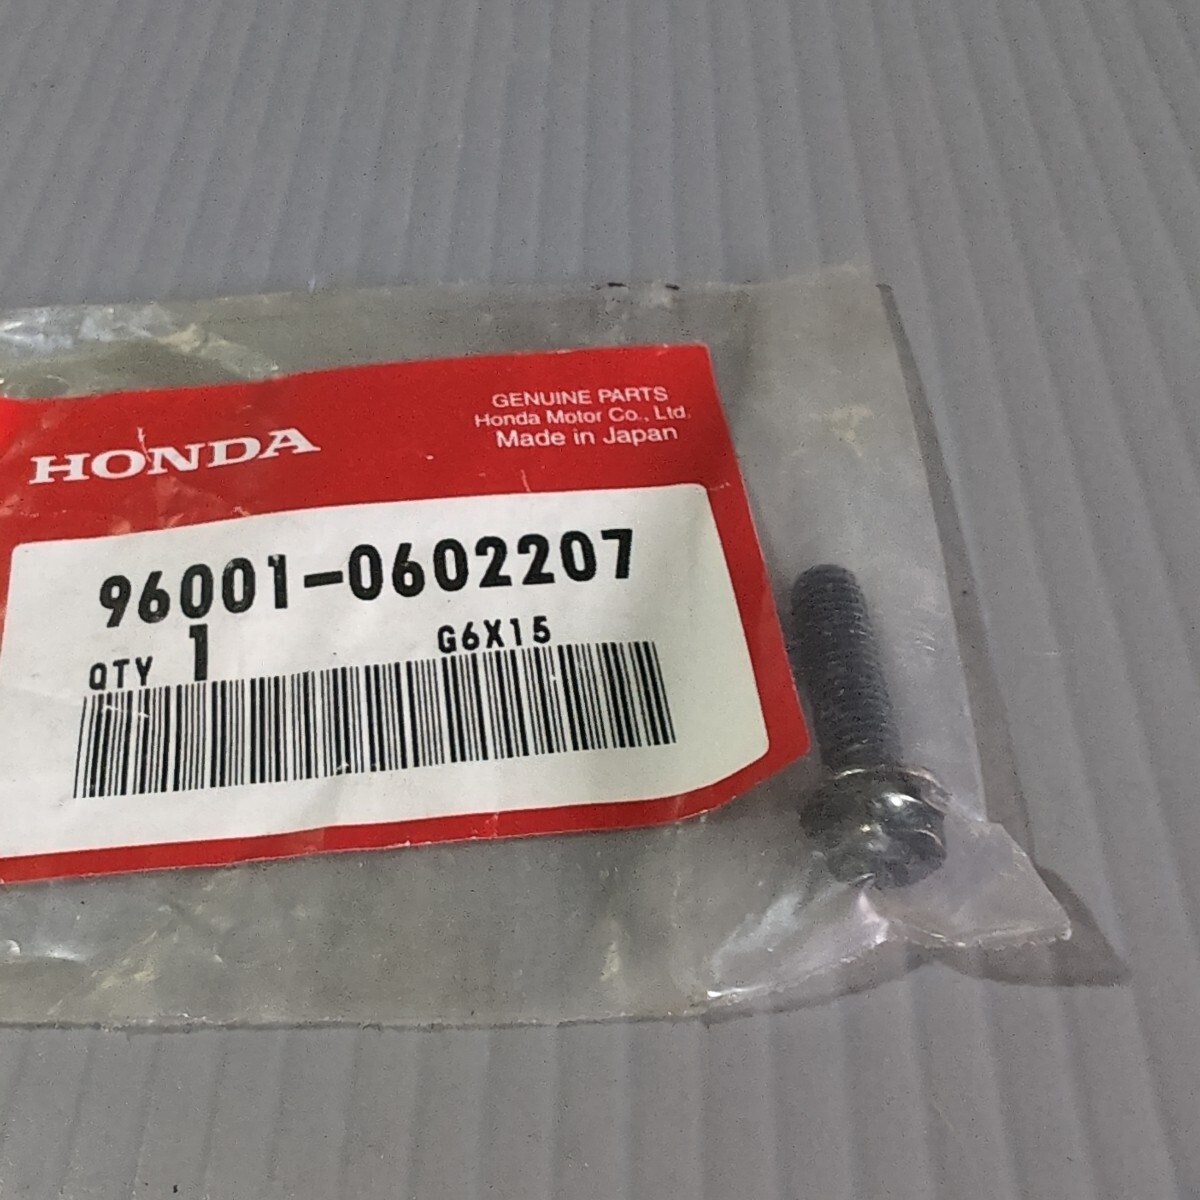 HONDA
GENUINE PARTS
Honda Motor Co., Ltd.
Made in Japan
96001-0602207
QTY 1 G6X15